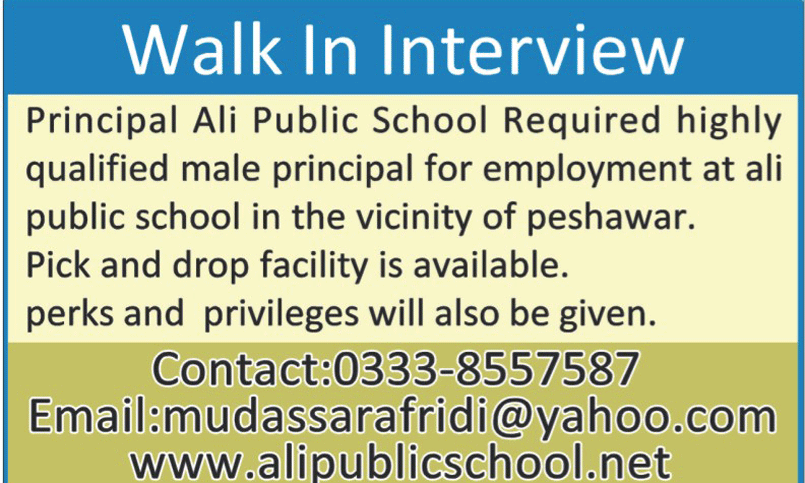 Walk In Interview
Principal Ali Public School Required highly
qualified male principal for employment at ali
public school in the vicinity of peshawar.
Pick and drop facility is available.
perks and  privileges will also be given.
Contact:0333-8557587
Email:mudassarafridi@yahoo.com
www.alipublicschool.net